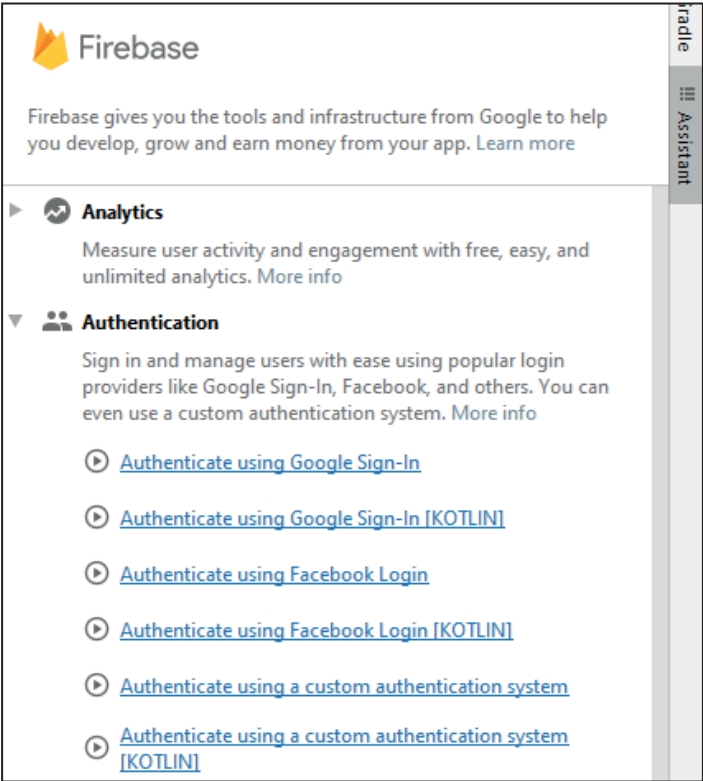 Firebase
Firebase gives you the tools and infrastructure from Google to help
you develop, grow and earn money from your app. Learn more
Analytics
Measure user activity and engagement with free, easy, and
unlimited analytics. More info
Authentication
Sign in and manage users with ease using popular login
providers like Google Sign-In, Facebook, and others. You can
even use a custom authentication system. More info
Authenticate using Google Sign-In
Authenticate using Google Sign-In [KOTLIN]
Authenticate using Facebook Login
Authenticate using Facebook Login [KOTLIN]
Authenticate using a custom authentication system
Authenticate using a custom authentication system
[KOTLIN]
Gradle
Assistant